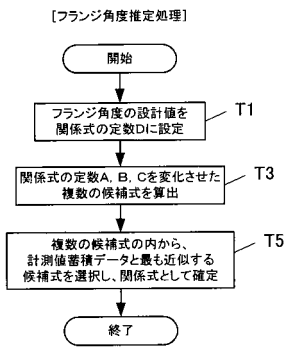 [フランジ角度推定処理]
開始
フランジ角度の設計値を
関係式の定数Dに設定
T1
関係式の定数A, B, Cを変化させた
複数の候補式を算出
T3
複数の候補式の内から、
計測値蓄積データと最も近似する
候補式を選択し、関係式として確定
T5
終了